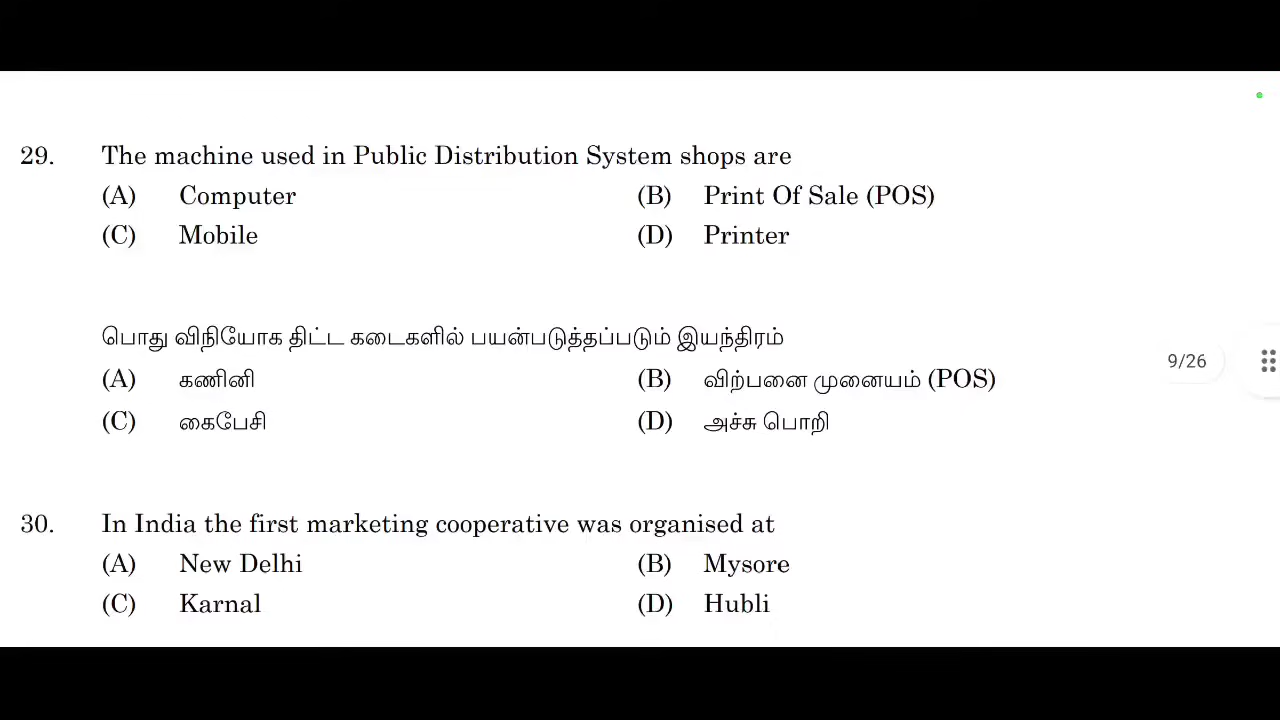 29. The machine used in Public Distribution System shops are
(A) Computer (B) Print Of Sale (POS)
(C) Mobile (D) Printer
பொது விநியோக திட்ட கடைகளில் பயன்படுத்தப்படும் இயந்திரம்
(A) கணினி (B) விற்பனை முனையம் (POS)
(C) கைபேசி (D) அச்சு பொறி
9/26
30. In India the first marketing cooperative was organised at
(A) New Delhi (B) Mysore
(C) Karnal (D) Hubli